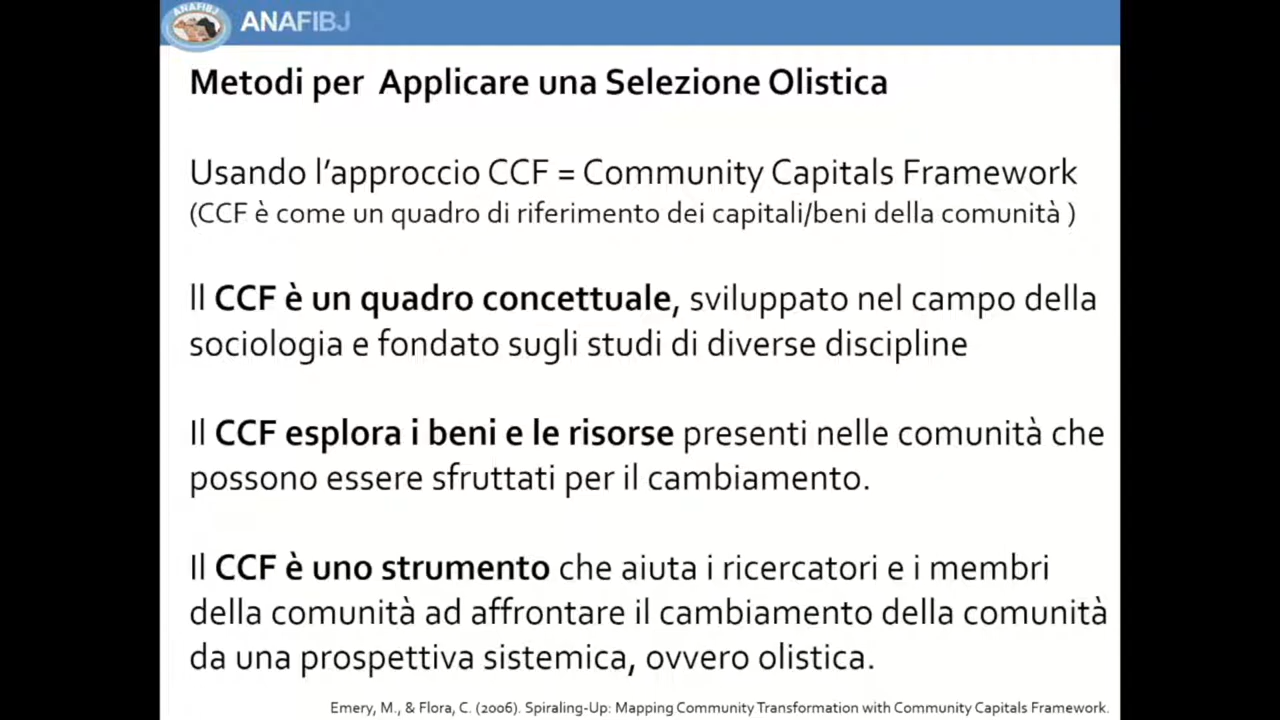 ANAFIBJ
ANAFIBJ
Metodi per Applicare una Selezione Olistica
Usando l'approccio CCF = Community Capitals Framework
(CCF è come un quadro di riferimento dei capitali/beni della comunità )
Il CCF è un quadro concettuale, sviluppato nel campo della
sociologia e fondato sugli studi di diverse discipline
Il CCF esplora i beni e le risorse presenti nelle comunità che
possono essere sfruttati per il cambiamento.
Il CCF è uno strumento che aiuta i ricercatori e i membri
della comunità ad affrontare il cambiamento della comunità
da una prospettiva sistemica, ovvero olistica.
Emery, M., & Flora, C. (2006). Spiraling-Up: Mapping Community Transformation with Community Capitals Framework.